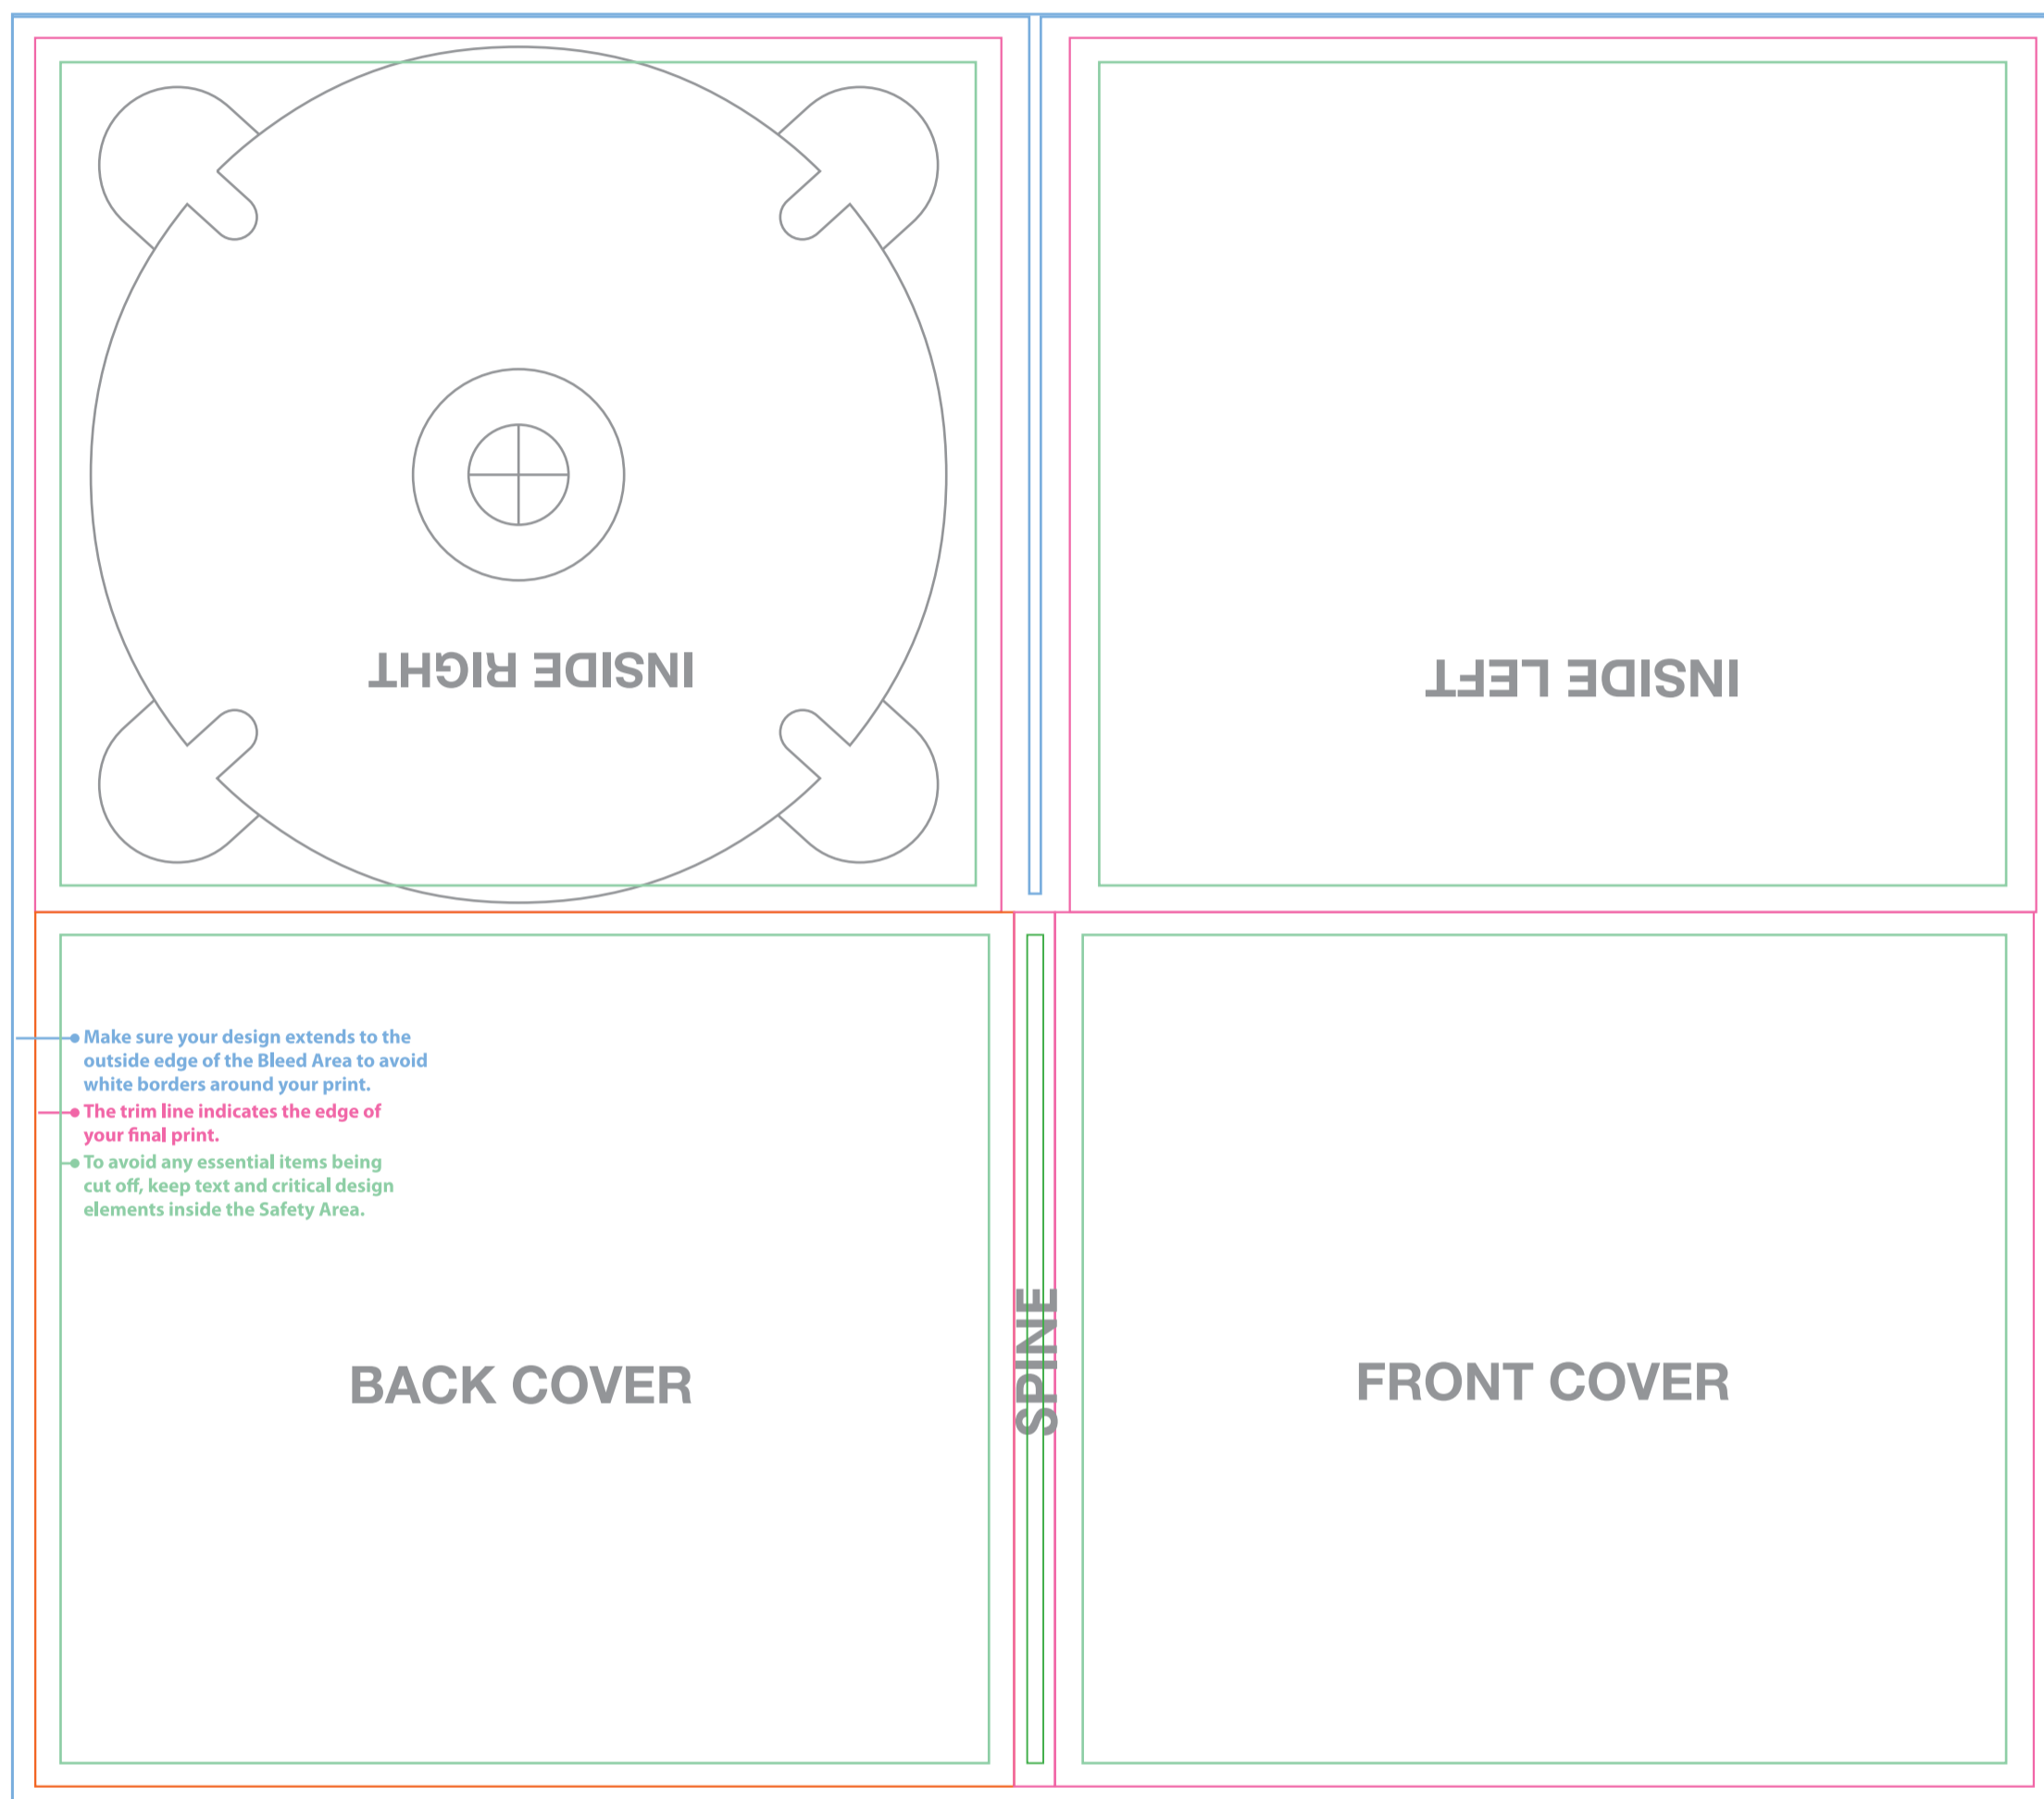 INSIDE RIGHT
INSIDE LEFT
Make sure your design extends to the
outside edge of the Bleed Area to avoid
white borders around your print.
The trim line indicates the edge of
your final print.
To avoid any essential items being
cut off, keep text and critical design
elements inside the Safety Area.
BACK COVER
SPINE
FRONT COVER